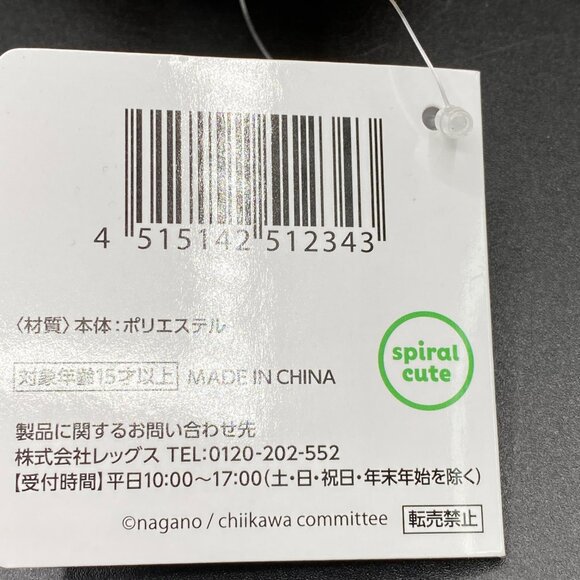 4 515142 512343
〈材質〉本体:ポリエステル
spiral
cute
対象年齢15才以上 MADE IN CHINA
製品に関するお問い合わせ先
株式会社レッグス TEL:0120-202-552
【受付時間】平日10:00～17:00(土・日・祝日・年末年始を除く)
©nagano / chiikawa committee 転売禁止